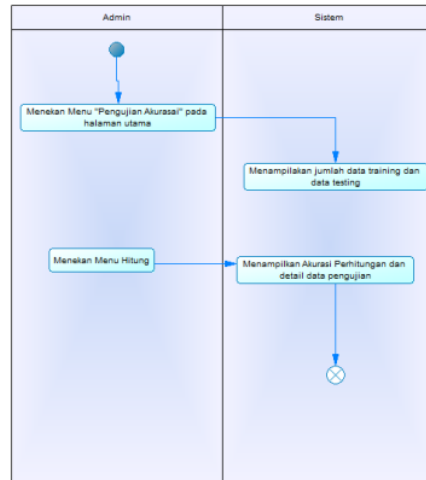 Admin
Sistem
Menekan Menu "Pengujian Akurasai" pada
halaman utama
Menampilakan jumlah data training dan
data testing
Menekan Menu Hitung
Menampilkan Akurasi Perhitungan dan
detail data pengujian